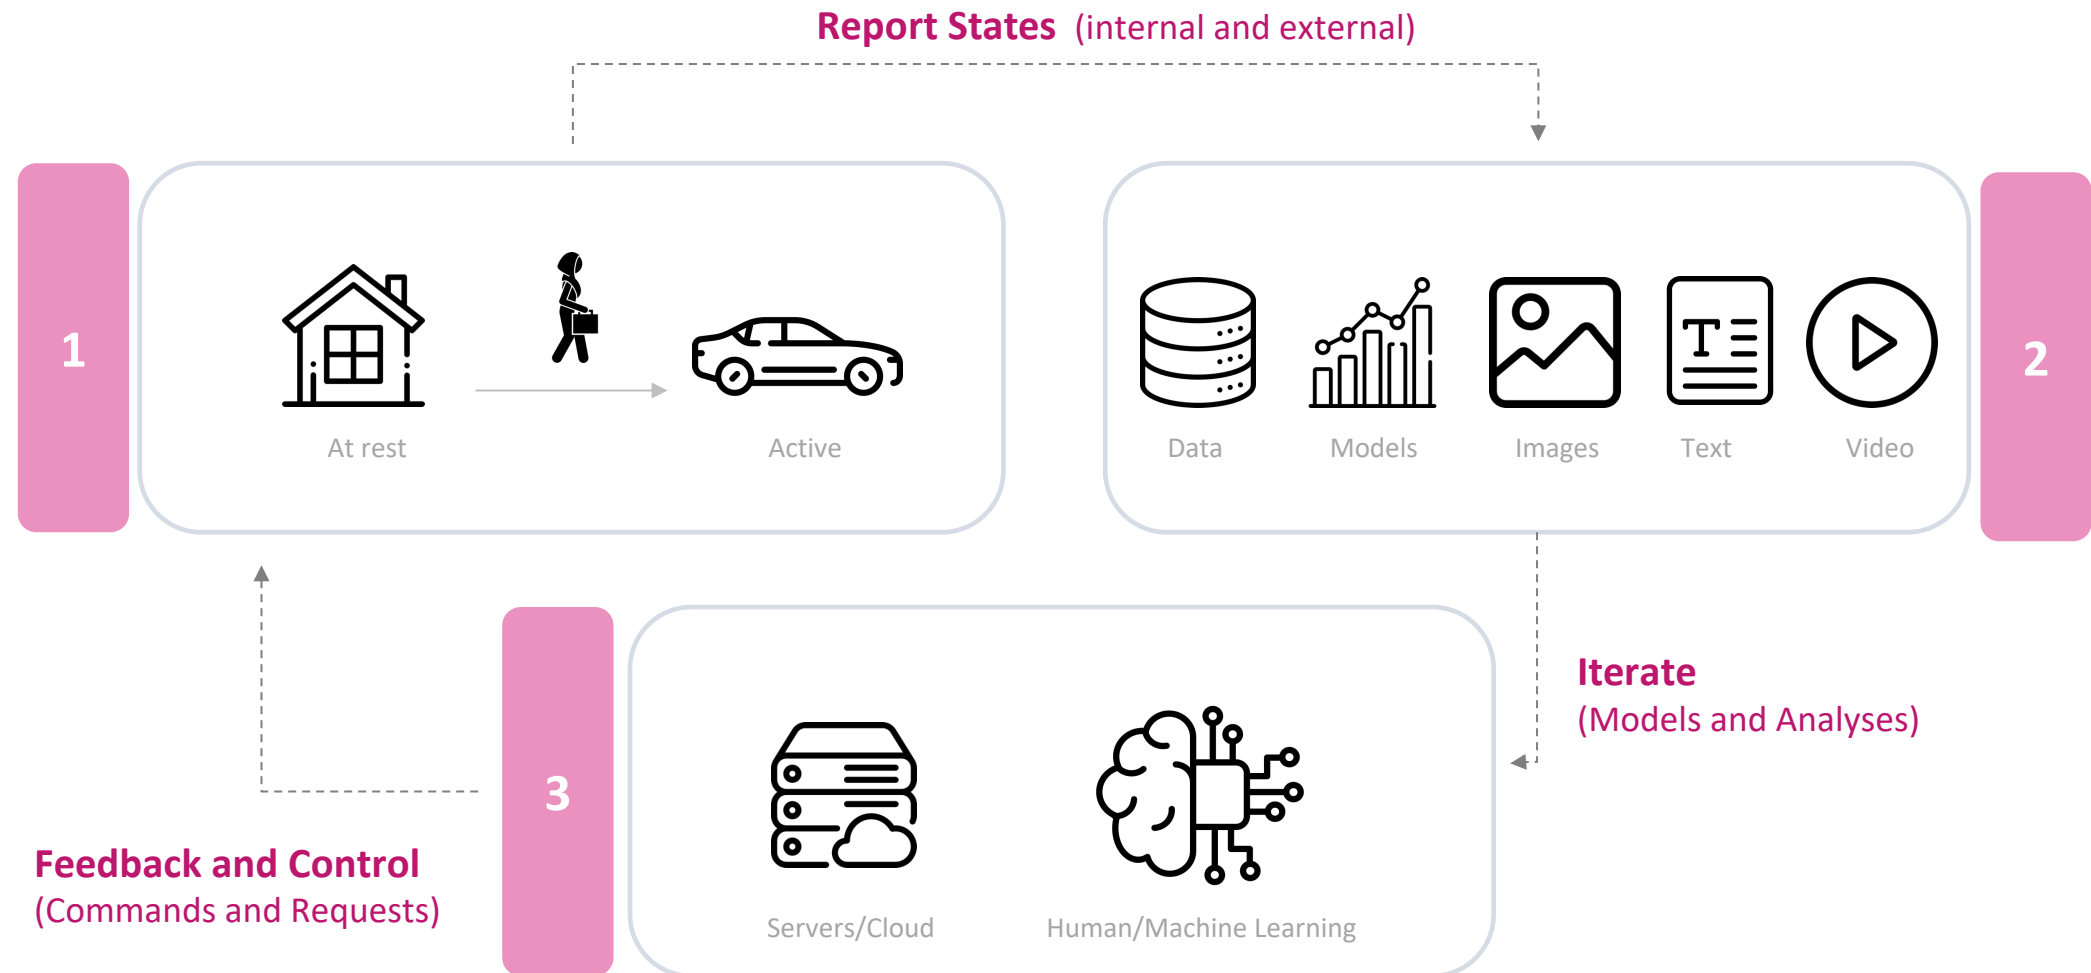 Report States (internal and external)
1
At rest
Active
Data
Models
Images
T
Text
Video
2
Iterate
(Models and Analyses)
3
Servers/Cloud
Human/Machine Learning
Feedback and Control
(Commands and Requests)